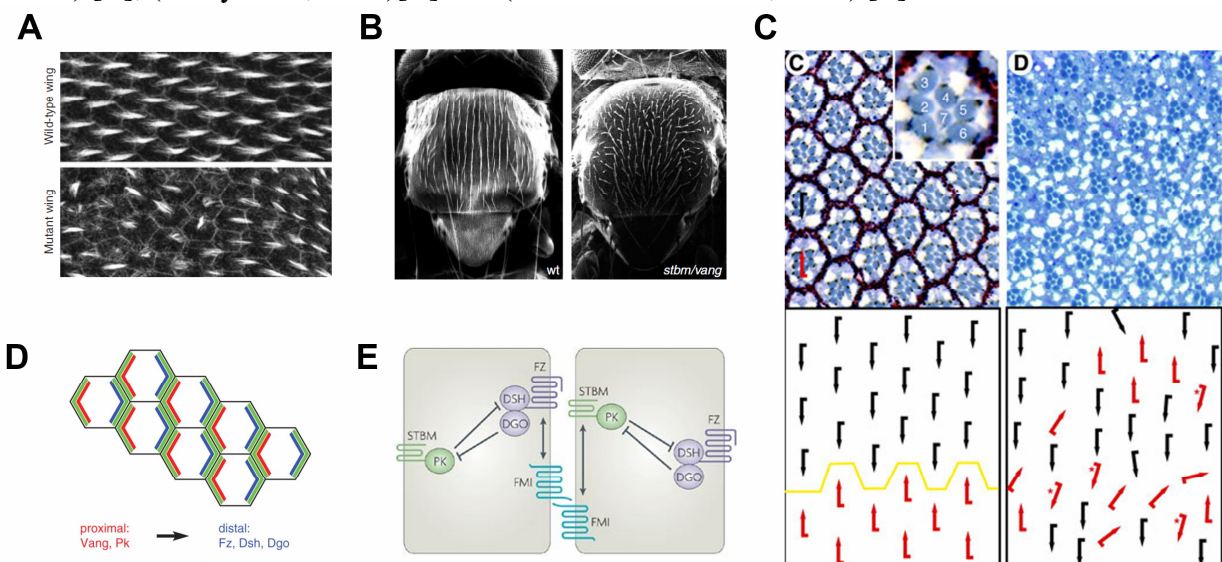 A
B
C
Wild-type wing
Mutant wing
wt
stbm/vang
C
D
3
4
2
5
7
1
6
D
E
proximal:
Vang, Pk
distal:
Fz, Dsh, Dgo
FZ
DSH
DGO
STBM
PK
FMI
STBM
PK
FZ
DSH
DGO
FMI